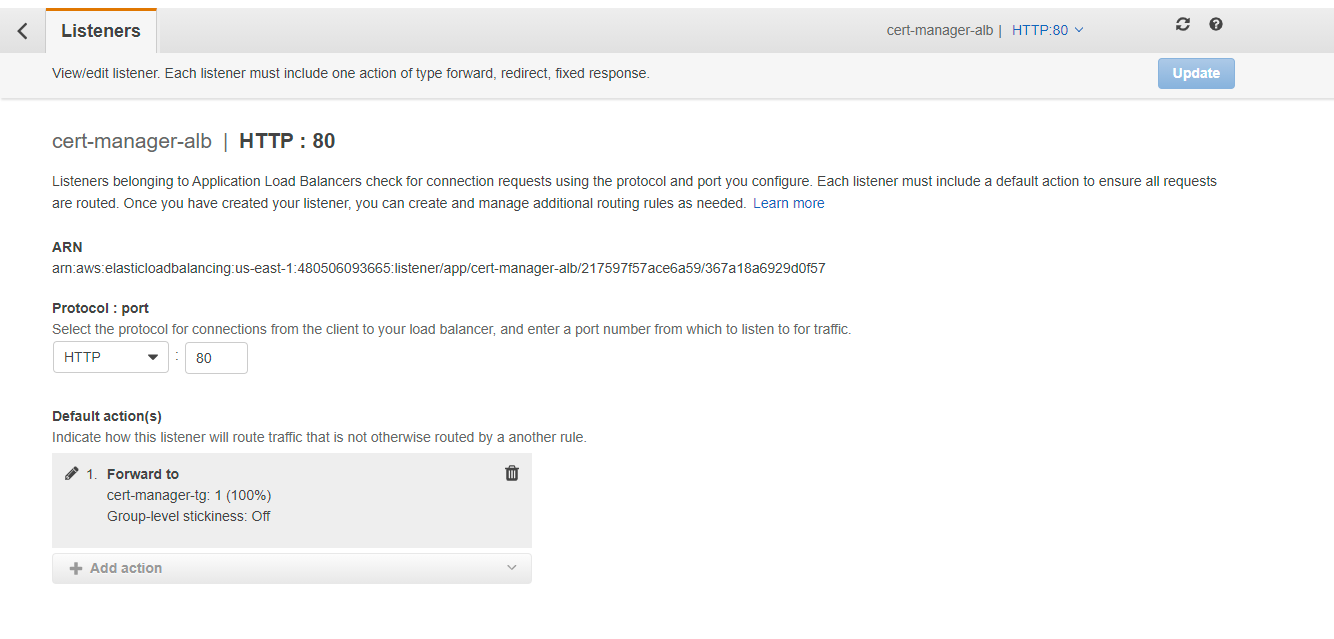 Listeners
cert-manager-alb | HTTP:80
View/edit listener. Each listener must include one action of type forward, redirect, fixed response.
Update
cert-manager-alb | HTTP : 80
Listeners belonging to Application Load Balancers check for connection requests using the protocol and port you configure. Each listener must include a default action to ensure all requests
are routed. Once you have created your listener, you can create and manage additional routing rules as needed. Learn more
ARN
arn:aws:elasticloadbalancing:us-east-1:480506093665:listener/app/cert-manager-alb/217597f57ace6a59/367a18a6929d0f57
Protocol : port
Select the protocol for connections from the client to your load balancer, and enter a port number from which to listen to for traffic.
HTTP : 80
Default action(s)
Indicate how this listener will route traffic that is not otherwise routed by a another rule.
1. Forward to
cert-manager-tg: 1 (100%)
Group-level stickiness: Off
Add action